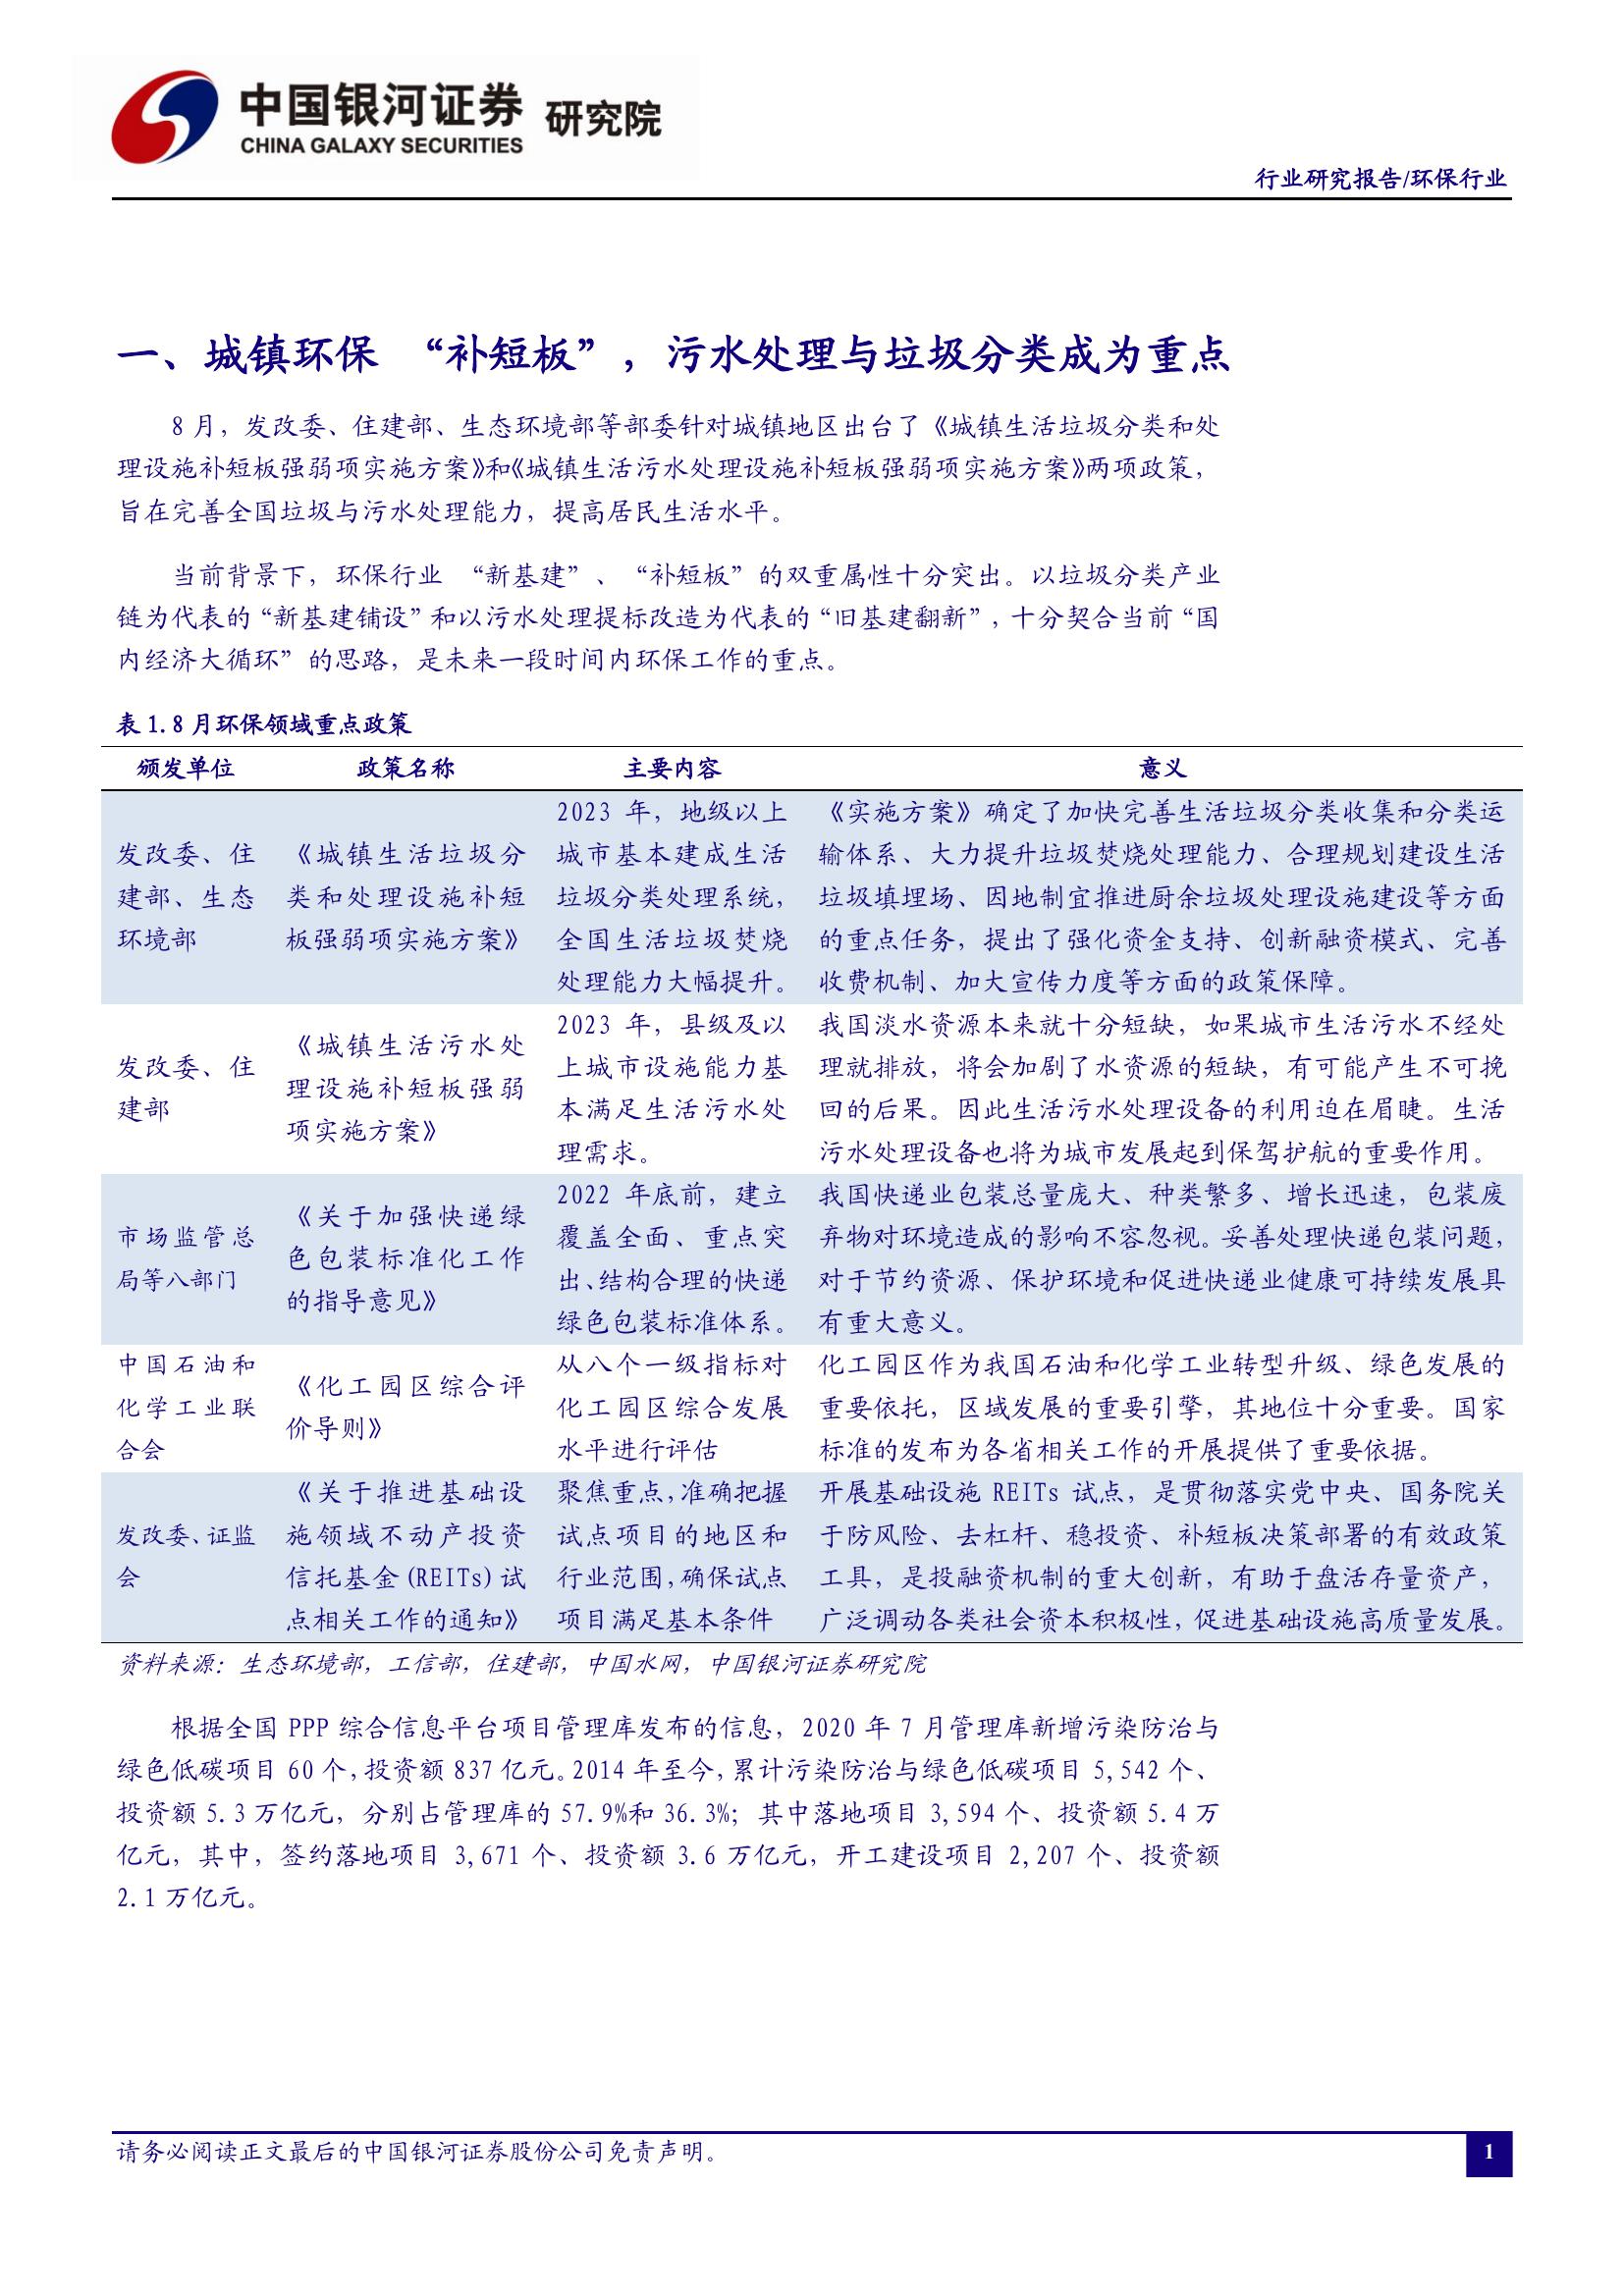 中国银河证券 研究院
CHINA GALAXY SECURITIES
行业研究报告/环保行业
一、城镇环保 “补短板”，污水处理与垃圾分类成为重点
8 月，发改委、住建部、生态环境部等部委针对城镇地区出台了《城镇生活垃圾分类和处
理设施补短板强弱项实施方案》和《城镇生活污水处理设施补短板强弱项实施方案》两项政策，
旨在完善全国垃圾与污水处理能力，提高居民生活水平。
当前背景下，环保行业 “新基建”、“补短板”的双重属性十分突出。以垃圾分类产业
链为代表的“新基建铺设”和以污水处理提标改造为代表的“旧基建翻新”，十分契合当前“国
内经济大循环”的思路，是未来一段时间内环保工作的重点。
表 1.8 月环保领域重点政策
颁发单位 政策名称 主要内容 意义
发改委、住
建部、生态
环境部
《城镇生活垃圾分
类和处理设施补短
板强弱项实施方案》
2023 年，地级以上
城市基本建成生活
垃圾分类处理系统，
全国生活垃圾焚烧
处理能力大幅提升。
《实施方案》确定了加快完善生活垃圾分类收集和分类运
输体系、大力提升垃圾焚烧处理能力、合理规划建设生活
垃圾填埋场、因地制宜推进厨余垃圾处理设施建设等方面
的重点任务，提出了强化资金支持、创新融资模式、完善
收费机制、加大宣传力度等方面的政策保障。
发改委、住
建部
《城镇生活污水处
理设施补短板强弱
项实施方案》
2023 年，县级及以
上城市设施能力基
本满足生活污水处
理需求。
我国淡水资源本来就十分短缺，如果城市生活污水不经处
理就排放，将会加剧了水资源的短缺，有可能产生不可挽
回的后果。因此生活污水处理设备的利用迫在眉睫。生活
污水处理设备也将为城市发展起到保驾护航的重要作用。
市场监管总
局等八部门
《关于加强快递绿
色包装标准化工作
的指导意见》
2022 年底前，建立
覆盖全面、重点突
出、结构合理的快递
绿色包装标准体系。
我国快递业包装总量庞大、种类繁多、增长迅速，包装废
弃物对环境造成的影响不容忽视。妥善处理快递包装问题，
对于节约资源、保护环境和促进快递业健康可持续发展具
有重大意义。
中国石油和
化学工业联
合会
《化工园区综合评
价导则》
从八个一级指标对
化工园区综合发展
水平进行评估
化工园区作为我国石油和化学工业转型升级、绿色发展的
重要依托，区域发展的重要引擎，其地位十分重要。国家
标准的发布为各省相关工作的开展提供了重要依据。
发改委、证监
会
《关于推进基础设
施领域不动产投资
信托基金(REITs)试
点相关工作的通知》
聚焦重点，准确把握
试点项目的地区和
行业范围，确保试点
项目满足基本条件
开展基础设施 REITs 试点，是贯彻落实党中央、国务院关
于防风险、去杠杆、稳投资、补短板决策部署的有效政策
工具，是投融资机制的重大创新，有助于盘活存量资产，
广泛调动各类社会资本积极性，促进基础设施高质量发展。
资料来源：生态环境部，工信部，住建部，中国水网，中国银河证券研究院
根据全国 PPP 综合信息平台项目管理库发布的信息，2020 年 7 月管理库新增污染防治与
绿色低碳项目 60 个，投资额 837 亿元。2014 年至今，累计污染防治与绿色低碳项目 5,542 个、
投资额 5.3 万亿元，分别占管理库的 57.9%和 36.3%；其中落地项目 3,594 个、投资额 5.4 万
亿元，其中，签约落地项目 3,671 个、投资额 3.6 万亿元，开工建设项目 2,207 个、投资额
2.1 万亿元。
请务必阅读正文最后的中国银河证券股份公司免责声明。
1